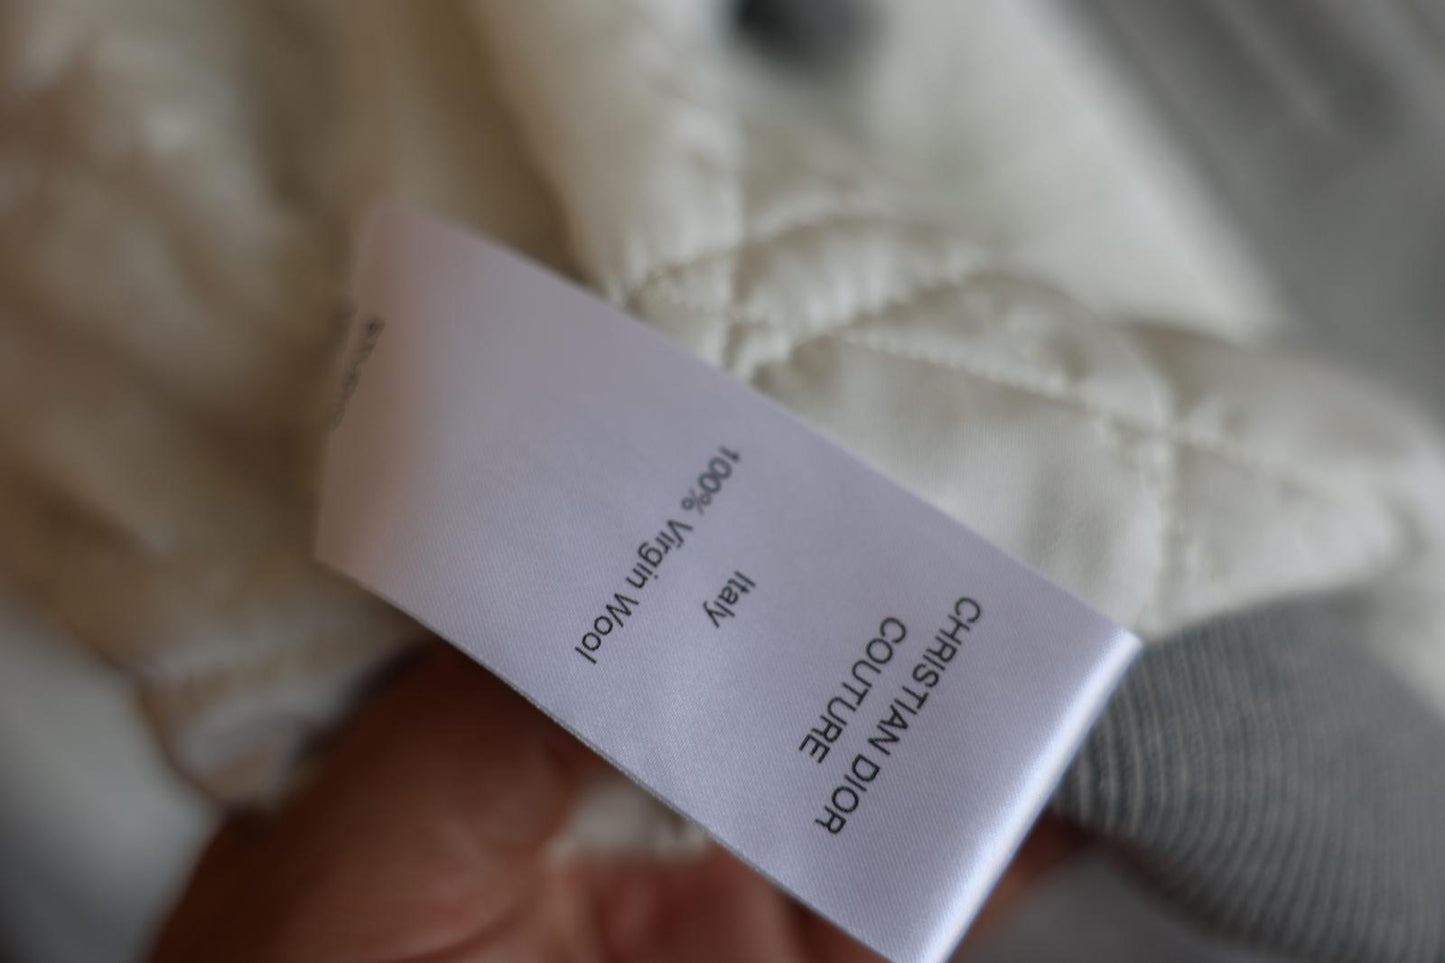 CHRISTIAN DIOR
COUTURE
Italy
100% Virgin Wool